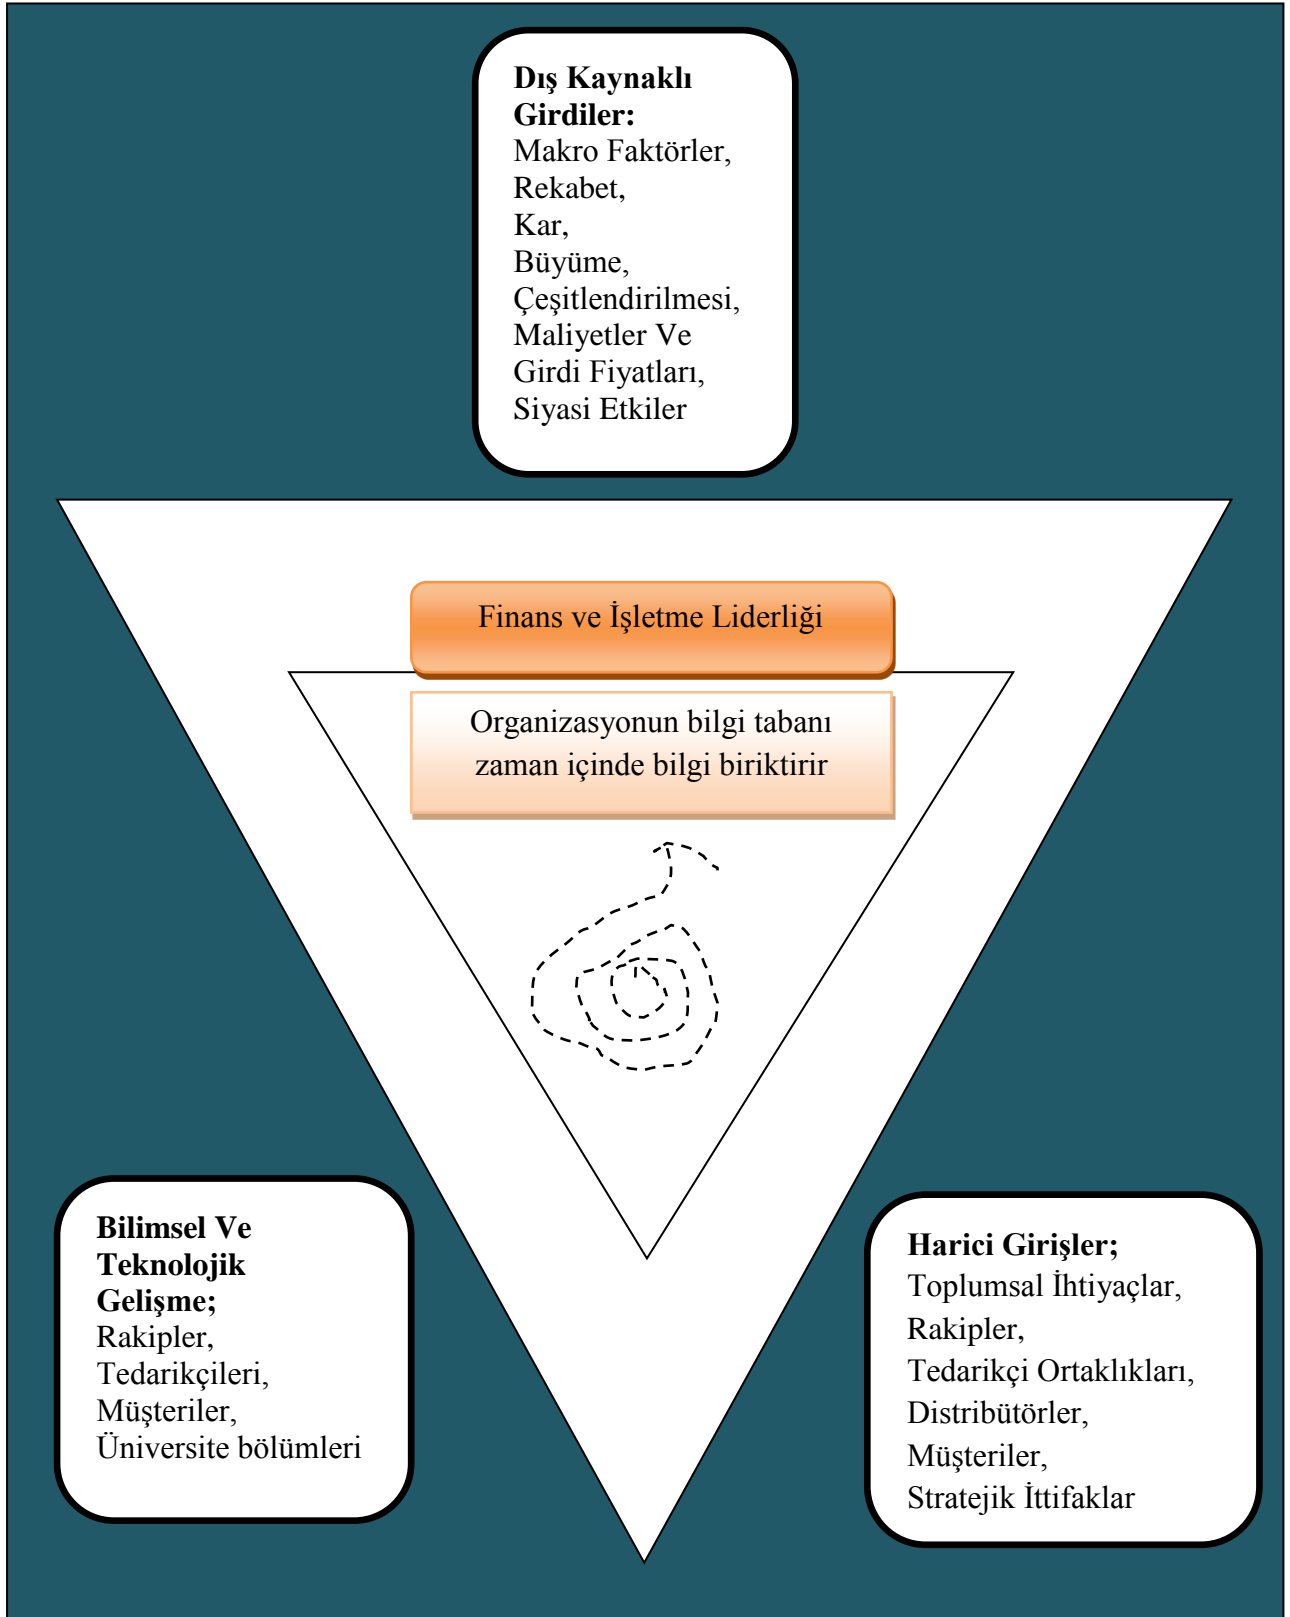 Dış Kaynaklı
Girdiler:
Makro Faktörler,
Rekabet,
Kar,
Büyüme,
Çeşitlendirilmesi,
Maliyetler Ve
Girdi Fiyatları,
Siyasi Etkiler
Finans ve İşletme Liderliği
Organizasyonun bilgi tabanı
zaman içinde bilgi biriktirir
Bilimsel Ve
Teknolojik
Gelişme;
Rakipler,
Tedarikçileri,
Müşteriler,
Üniversite bölümleri
Harici Girişler;
Toplumsal İhtiyaçlar,
Rakipler,
Tedarikçi Ortaklıkları,
Distribütörler,
Müşteriler,
Stratejik İttifaklar